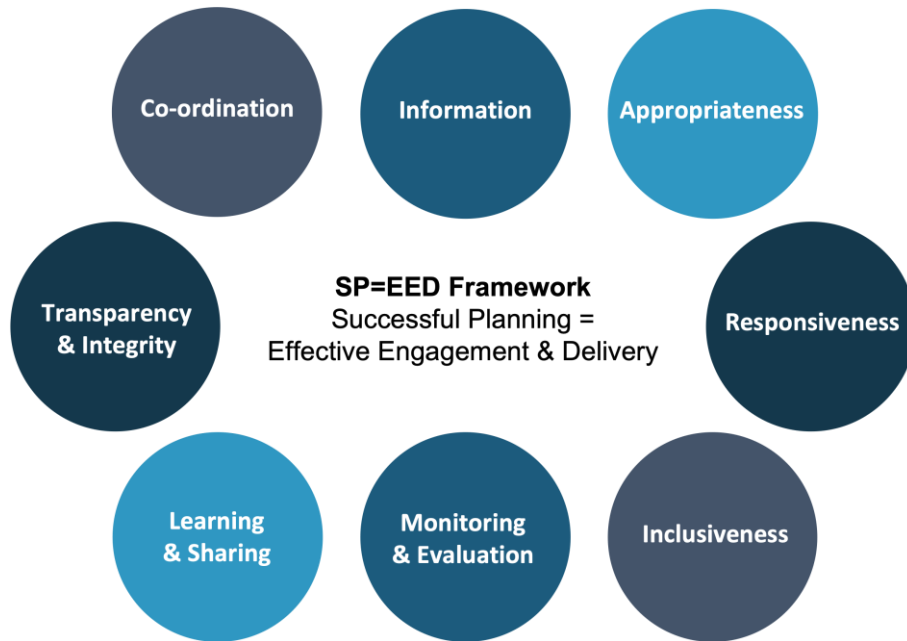 Co-ordination
Information
Appropriateness
Transparency
& Integrity
SP=EED Framework
Successful Planning =
Effective Engagement & Delivery
Responsiveness
Learning
& Sharing
Monitoring
& Evaluation
Inclusiveness